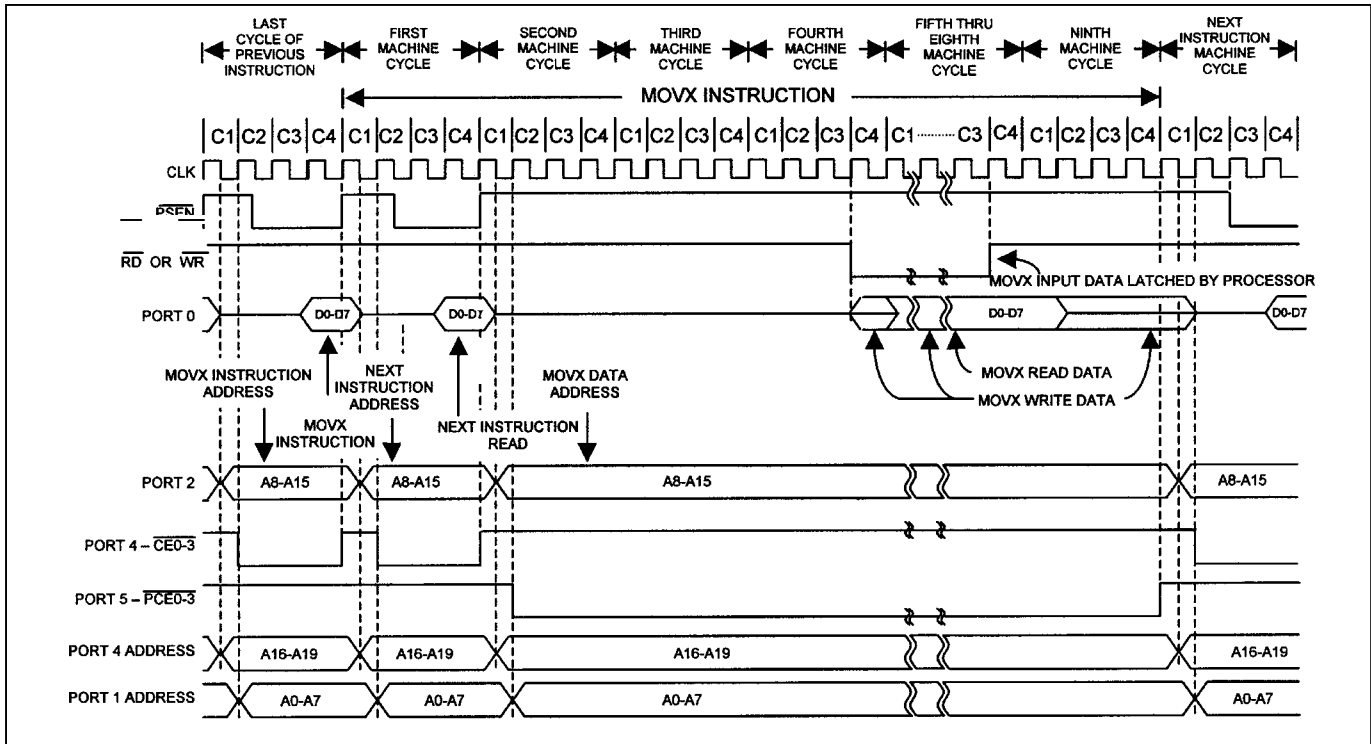 LAST
CYCLE OF
PREVIOUS
INSTRUCTION
FIRST
MACHINE
CYCLE
SECOND
MACHINE
CYCLE
THIRD
MACHINE
CYCLE
FOURTH
MACHINE
CYCLE
FIFTH THRU
EIGHTH
MACHINE
CYCLE
NINTH
MACHINE
CYCLE
NEXT
INSTRUCTION
MACHINE
CYCLE
MOVX INSTRUCTION
C1 C2 C3 C4 C1 C2 C3 C4 C1 C2 C3 C4 C1 C2 C3 C4 C1 C2 C3 C4 C1 ........ C3 C4 C1 C2 C3 C4 C1 C2 C3 C4
CLK
PSEN
RD OR WR
MOVX INPUT DATA LATCHED BY PROCESSOR
PORT 0 D0-D7 D0-D7 D0-D7 D0-D7
MOVX INSTRUCTION
ADDRESS
NEXT
INSTRUCTION
ADDRESS
MOVX DATA
ADDRESS
MOVX READ DATA
MOVX WRITE DATA
MOVX
INSTRUCTION
NEXT INSTRUCTION
READ
PORT 2 A8-A15 A8-A15 A8-A15 A8-A15
PORT 4 – CE0-3
PORT 5 – PCE0-3
PORT 4 ADDRESS A16-A19 A16-A19 A16-A19 A16-A19
PORT 1 ADDRESS A0-A7 A0-A7 A0-A7 A0-A7